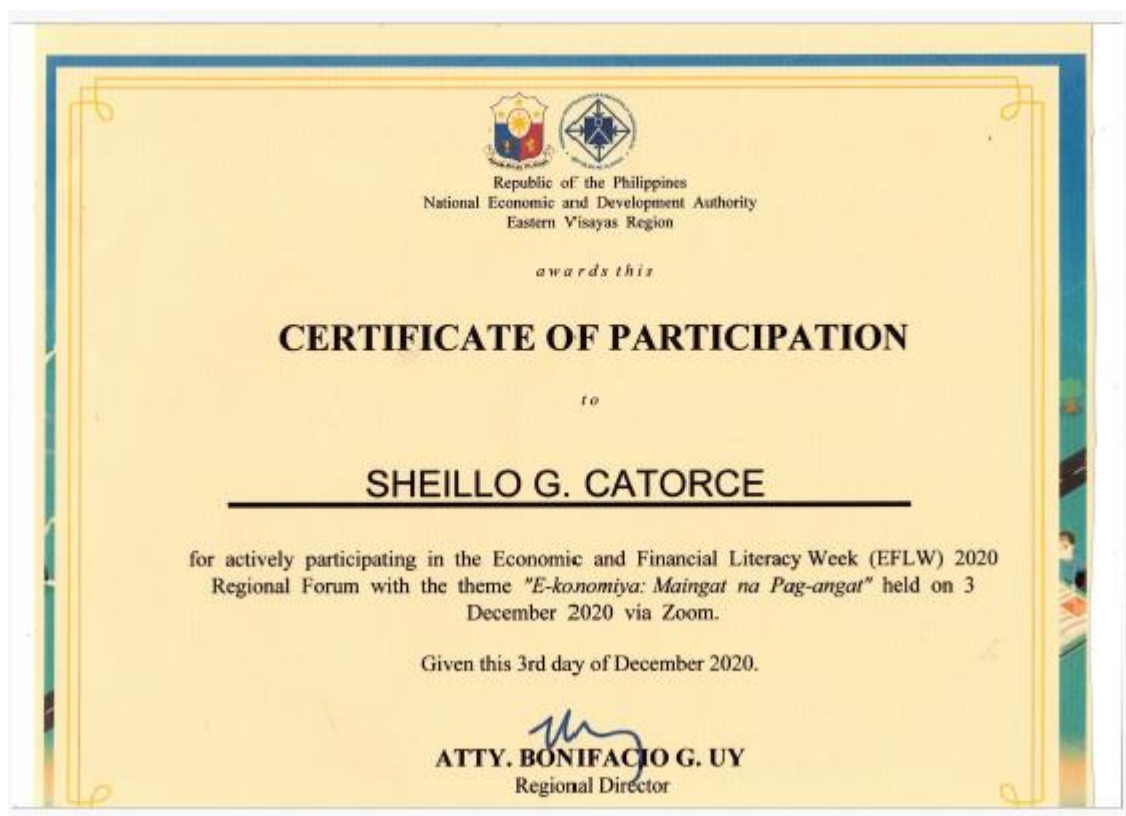 Republic of the Philippines
National Economic and Development Authority
Eastern Visayas Region
awards this
CERTIFICATE OF PARTICIPATION
to
SHEILLO G. CATORCE
for actively participating in the Economic and Financial Literacy Week (EFLW) 2020
Regional Forum with the theme "E-konomiya: Maingat na Pag-angat" held on 3
December 2020 via Zoom.
Given this 3rd day of December 2020.
ATTY. BONIFACIO G. UY
Regional Director